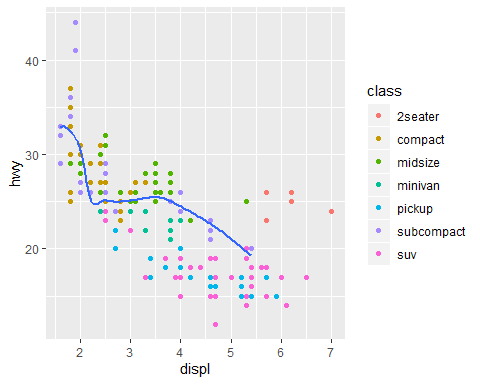 hwy
40
30
20
2
3
4
5
6
7
displ
class
2seater
compact
midsize
minivan
pickup
subcompact
suv